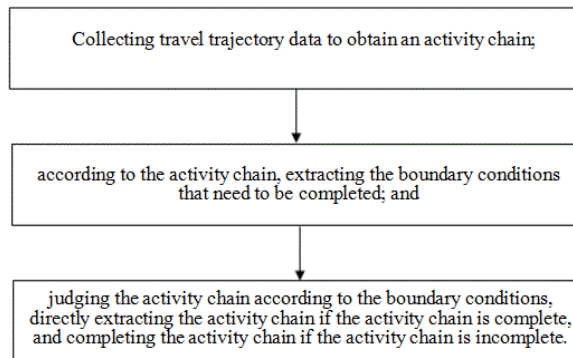 Collecting travel trajectory data to obtain an activity chain;
according to the activity chain, extracting the boundary conditions
that need to be completed; and
judging the activity chain according to the boundary conditions,
directly extracting the activity chain if the activity chain is complete,
and completing the activity chain if the activity chain is incomplete.